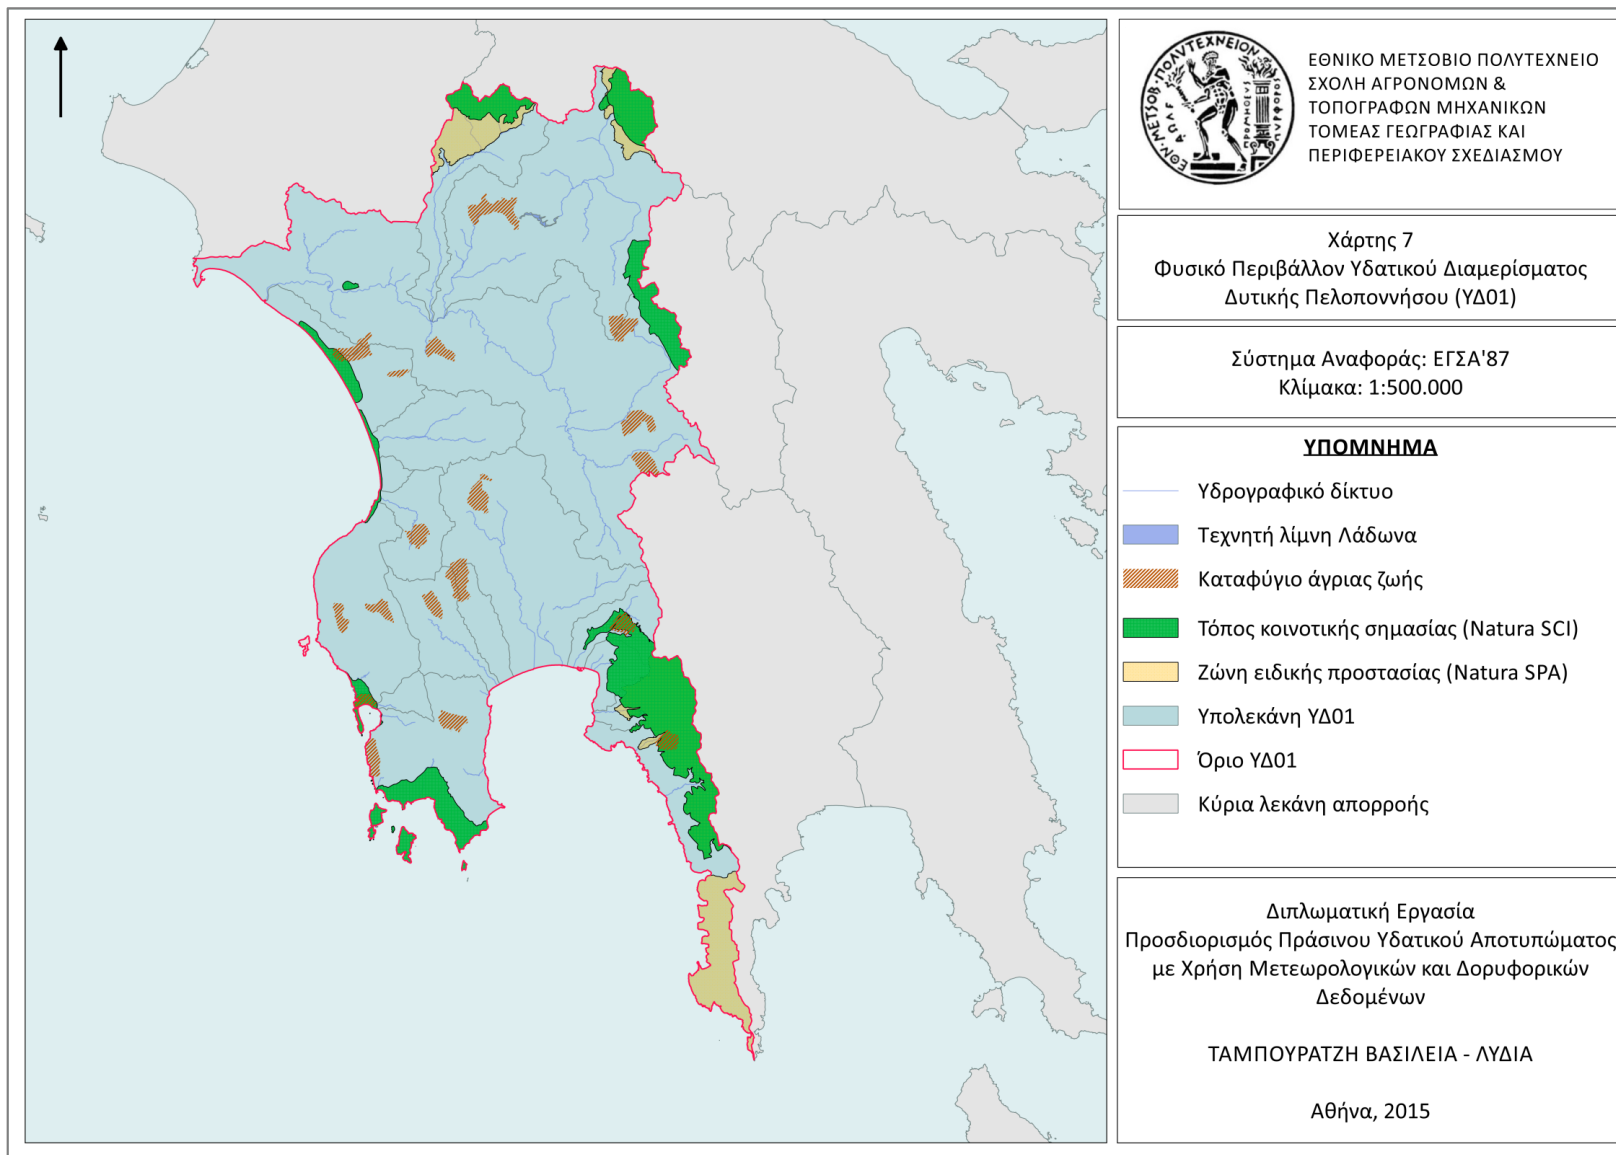 ΕΘΝΙΚΟ ΜΕΤΣΟΒΙΟ ΠΟΛΥΤΕΧΝΕΙΟ
ΣΧΟΛΗ ΑΓΡΟΝΟΜΩΝ &
ΤΟΠΟΓΡΑΦΩΝ ΜΗΧΑΝΙΚΩΝ
ΤΟΜΕΑΣ ΓΕΩΓΡΑΦΙΑΣ ΚΑΙ
ΠΕΡΙΦΕΡΕΙΑΚΟΥ ΣΧΕΔΙΑΣΜΟΥ
Χάρτης 7
Φυσικό Περιβάλλον Υδατικού Διαμερίσματος
Δυτικής Πελοποννήσου (ΥΔ01)
Σύστημα Αναφοράς: ΕΓΣΑ'87
Κλίμακα: 1:500.000
ΥΠΟΜΝΗΜΑ
Υδρογραφικό δίκτυο
Τεχνητή λίμνη Λάδωνα
Καταφύγιο άγριας ζωής
Τόπος κοινοτικής σημασίας (Natura SCI)
Ζώνη ειδικής προστασίας (Natura SPA)
Υπολεκάνη ΥΔ01
Όριο ΥΔ01
Κύρια λεκάνη απορροής
Διπλωματική Εργασία
Προσδιορισμός Πράσινου Υδατικού Αποτυπώματος
με Χρήση Μετεωρολογικών και Δορυφορικών
Δεδομένων
ΤΑΜΠΟΥΡΑΤΖΗ ΒΑΣΙΛΕΙΑ - ΛΥΔΙΑ
Αθήνα, 2015